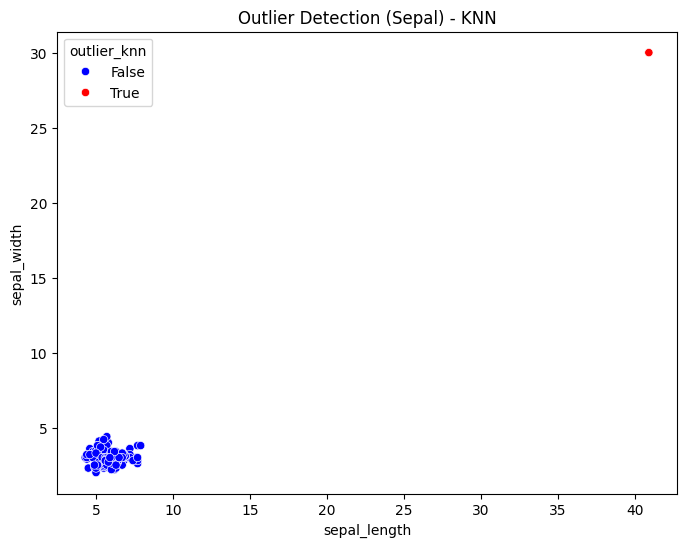 Outlier Detection (Sepal) - KNN
outlier_knn
False
True
30
25
20
15
10
5
sepal_width
5 10 15 20 25 30 35 40
sepal_length